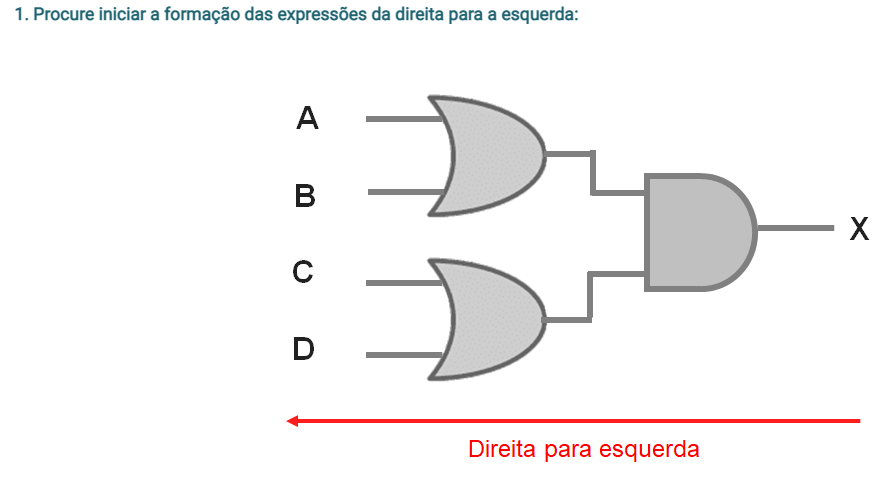 1. Procure iniciar a formação das expressões da direita para a esquerda:
A
B
X
C
D
Direita para esquerda